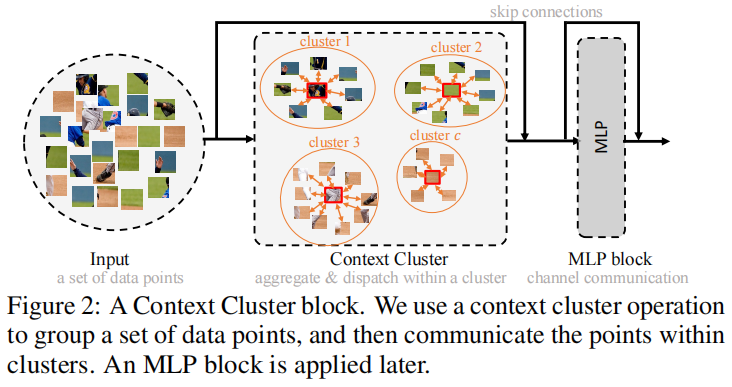 skip connections
cluster 1
cluster 2
cluster 3
cluster c
MLP
Input
a set of data points
Context Cluster
aggregate & dispatch within a cluster
MLP block
channel communication
Figure 2: A Context Cluster block. We use a context cluster operation
to group a set of data points, and then communicate the points within
clusters. An MLP block is applied later.